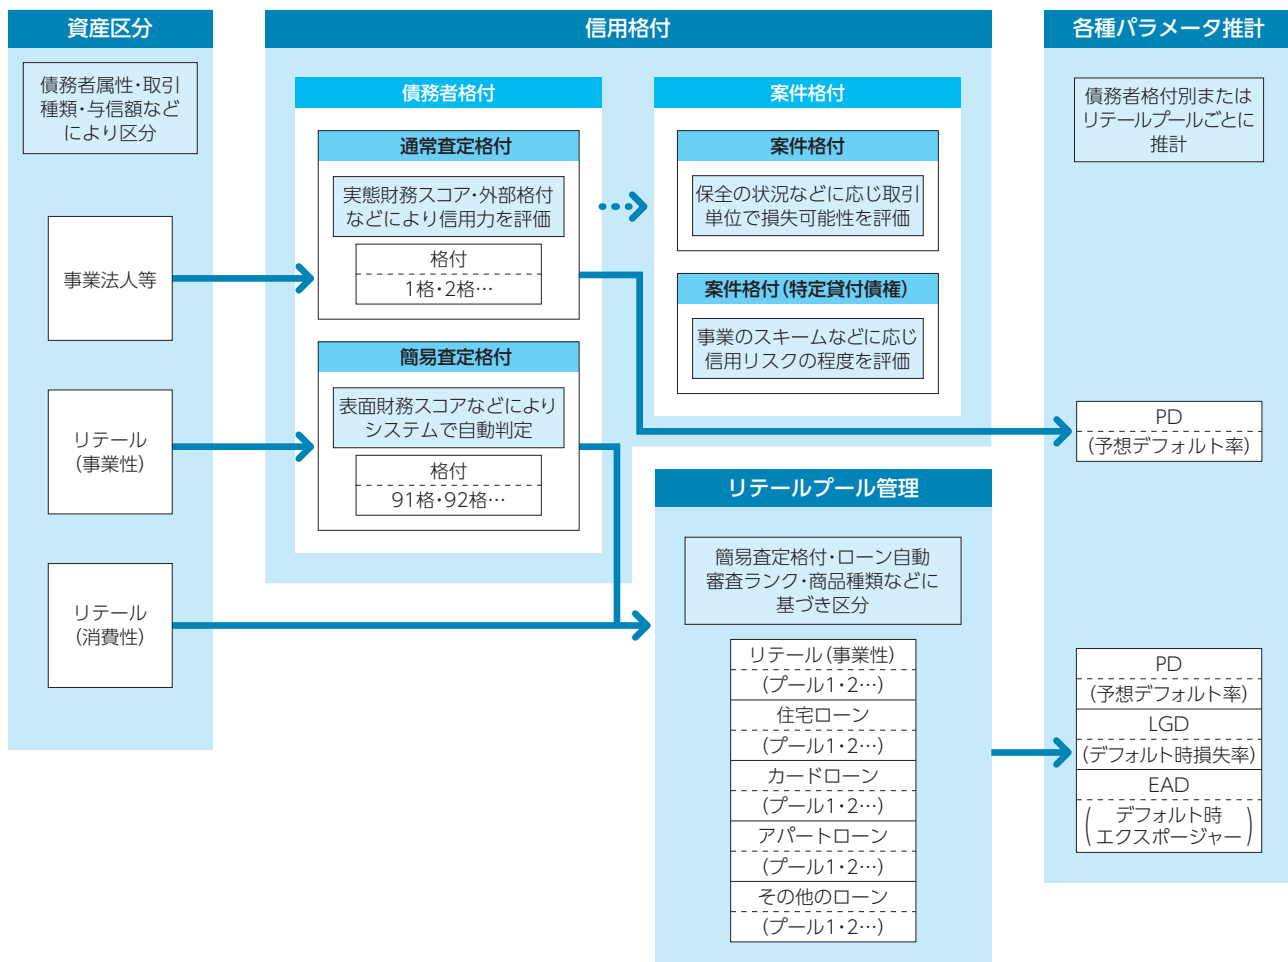 資産区分
債務者属性・取引
種類・与信額など
により区分
事業法人等
リテール
(事業性)
リテール
(消費性)
信用格付
債務者格付
通常査定格付
実態財務スコア・外部格付
などにより信用力を評価
格付
1格・2格…
簡易査定格付
表面財務スコアなどにより
システムで自動判定
格付
91格・92格…
案件格付
案件格付
保全の状況などに応じ取引
単位で損失可能性を評価
案件格付(特定貸付債権)
事業のスキームなどに応じ
信用リスクの程度を評価
リテールプール管理
簡易査定格付・ローン自動
審査ランク・商品種類などに
基づき区分
リテール(事業性)
(プール1・2…)
住宅ローン
(プール1・2…)
カードローン
(プール1・2…)
アパートローン
(プール1・2…)
その他のローン
(プール1・2…)
各種パラメータ推計
債務者格付別または
リテールプールごとに
推計
PD
(予想デフォルト率)
PD
(予想デフォルト率)
LGD
(デフォルト時損失率)
EAD
(デフォルト時
エクスポージャー)